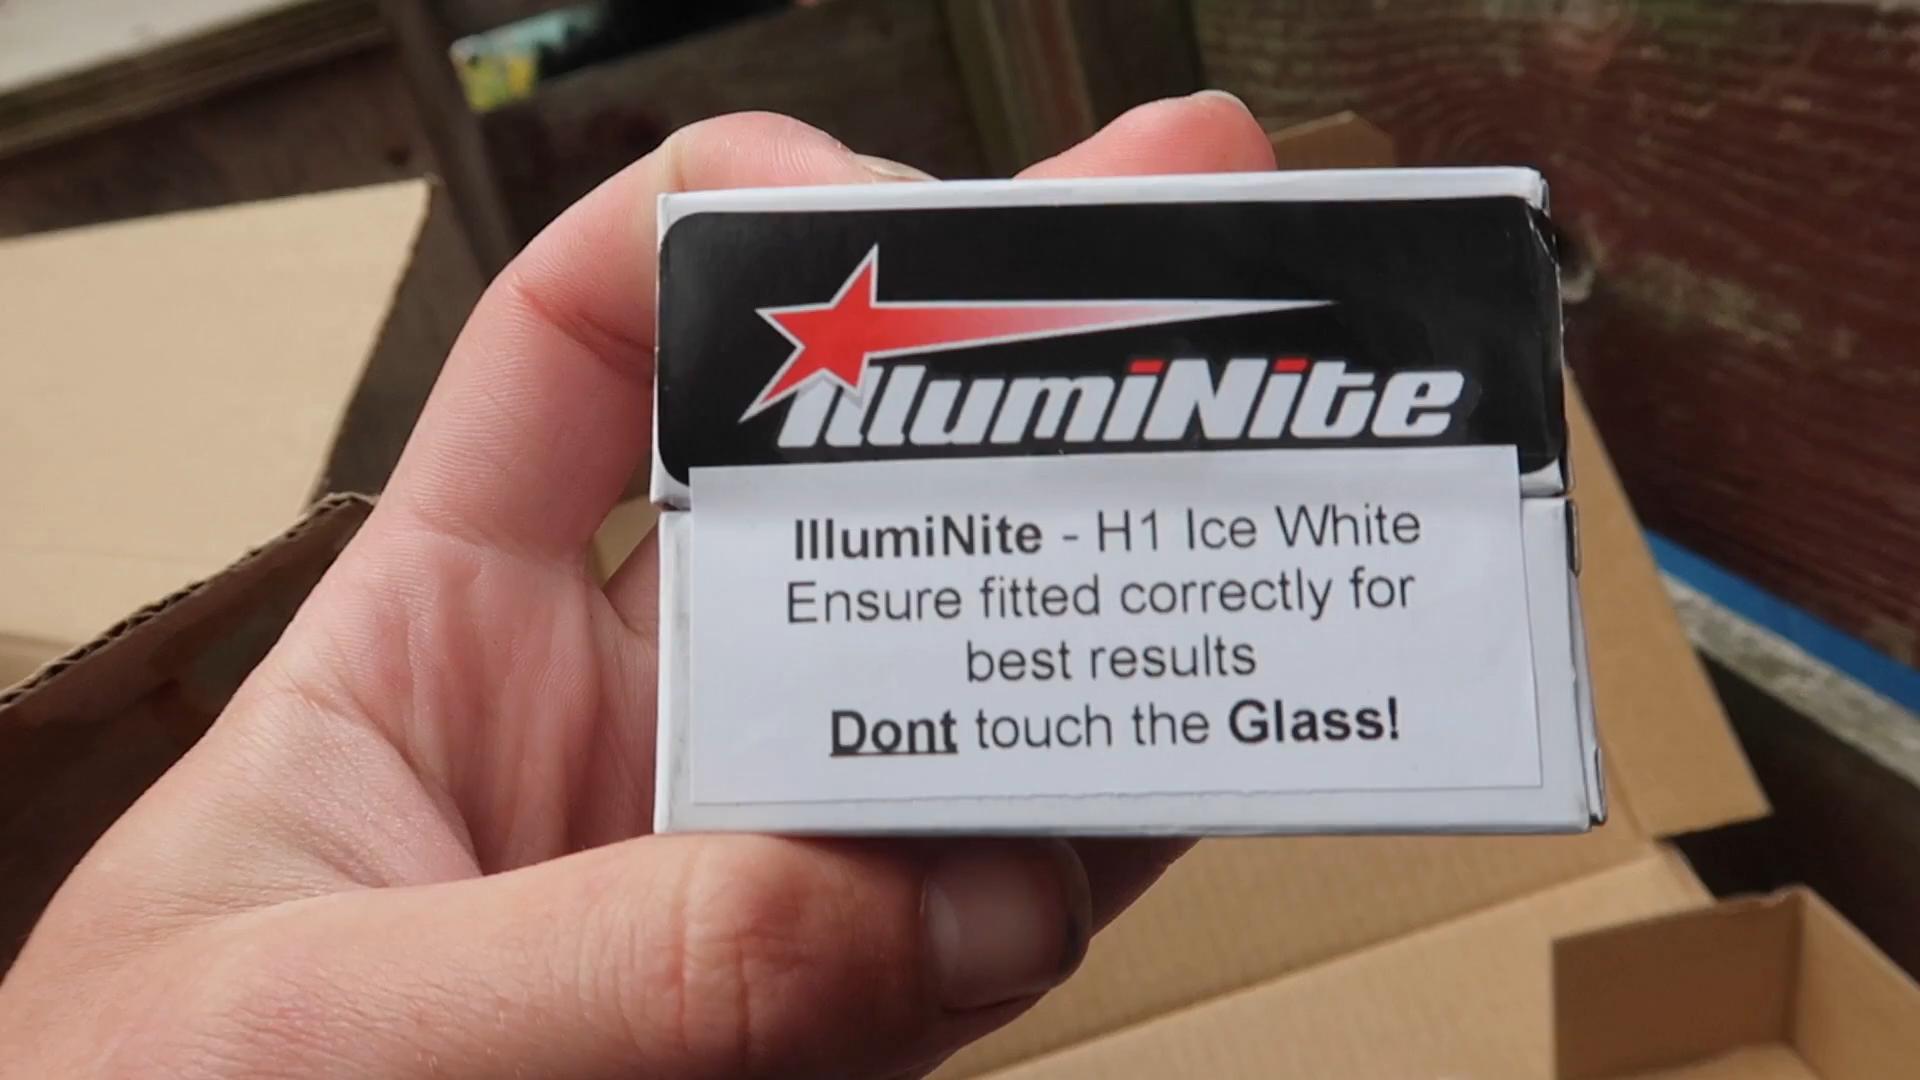 IllumiNite
IllumiNite - H1 Ice White
Ensure fitted correctly for
best results
Dont touch the Glass!